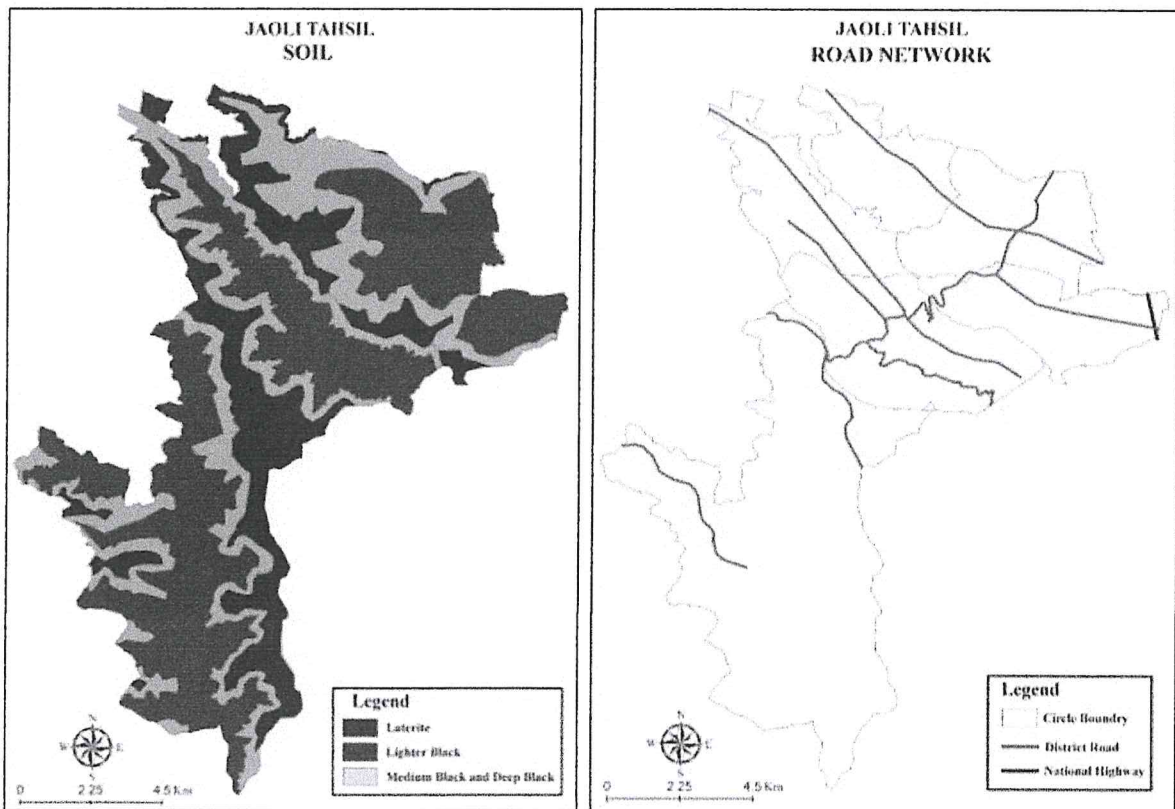 JAOLI TAHSIL
SOIL
N
W E
S
0 2.25 4.5 Km
Legend
Laterite
Lighter Black
Medium Black and Deep Black
JAOLI TAHSIL
ROAD NETWORK
N
W E
S
0 2.25 4.5 Km
Legend
Circle Boundry
District Road
National Highway